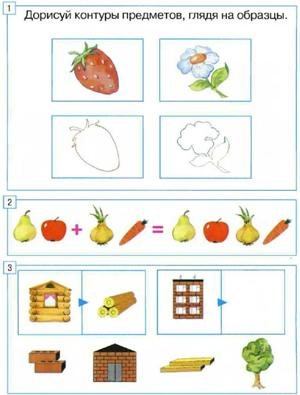 1
Дорисуй контуры предметов, глядя на образцы.
2
+ =
3